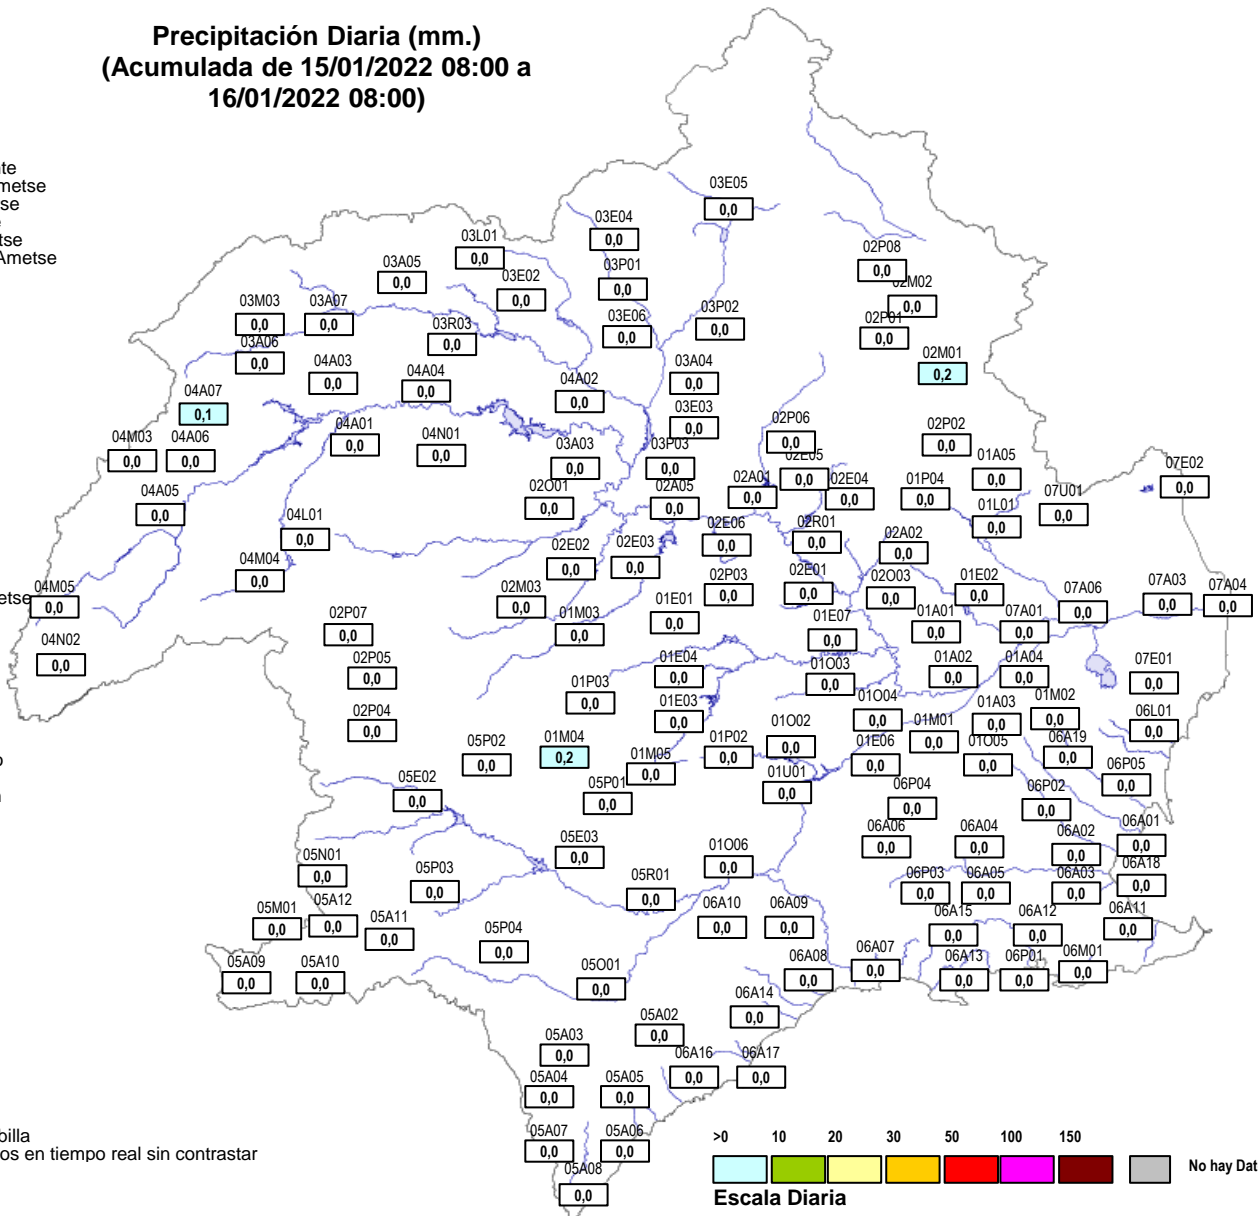 Precipitación Diaria (mm.)
(Acumulada de 15/01/2022 08:00 a
16/01/2022 08:00)
03E05
0,0
03E04
0,0
03L01
0,0
02P08
0,0
03A05
0,0
03P01
0,0
03E02
0,0
02M02
0,0
03M03
0,0
03A07
0,0
03P02
0,0
03E06
0,0
02P01
0,0
03R03
0,0
03A06
0,0
03A03
0,0
04A03
0,0
04A04
0,0
03A04
0,0
02M01
0,2
04A02
0,0
04A07
0,1
03E03
0,0
02P06
0,0
02P02
0,0
04A01
0,0
04N01
0,0
04M03
0,0
04A06
0,0
03P03
0,0
02E05
0,0
01A05
0,0
07E02
0,0
04A05
0,0
02O01
0,0
02A05
0,0
02A01
0,0
02E04
0,0
01P04
0,0
07U01
0,0
01L01
0,0
04L01
0,0
02E06
0,0
02R01
0,0
02A02
0,0
04M04
0,0
02E02
0,0
02E03
0,0
04M05
0,0
02M03
0,0
02P03
0,0
02E01
0,0
02O03
0,0
01E02
0,0
07A06
0,0
07A03
0,0
07A04
0,0
02P07
0,0
01M03
0,0
01E01
0,0
01E07
0,0
01A01
0,0
07A01
0,0
04N02
0,0
02P05
0,0
01E04
0,0
01O03
0,0
01A02
0,0
01A04
0,0
07E01
0,0
01P03
0,0
02P04
0,0
01E03
0,0
01O04
0,0
01A03
0,0
01M02
0,0
06L01
0,0
05P02
0,0
01M04
0,2
01M05
0,0
01P02
0,0
01O02
0,0
01E06
0,0
01M01
0,0
01O05
0,0
06A19
0,0
05E02
0,0
05P01
0,0
01U01
0,0
06P04
0,0
06P02
0,0
06P05
0,0
05E03
0,0
01O06
0,0
06A06
0,0
06A04
0,0
06A02
0,0
06A01
0,0
05N01
0,0
05P03
0,0
05R01
0,0
06P03
0,0
06A05
0,0
06A03
0,0
06A18
0,0
05M01
0,0
05A12
0,0
05A11
0,0
05P04
0,0
06A10
0,0
06A09
0,0
06A15
0,0
06A12
0,0
06A11
0,0
05A09
0,0
05A10
0,0
05O01
0,0
06A08
0,0
06A07
0,0
06A13
0,0
06P01
0,0
06M01
0,0
06A14
0,0
05A02
0,0
05A03
0,0
06A16
0,0
06A17
0,0
05A04
0,0
05A05
0,0
05A07
0,0
05A06
0,0
05A08
0,0
te
metse
se
tse
Ametse
etse
o
billa
os en tiempo real sin contrastar
>0 10 20 30 50 100 150
No hay Dat
Escala Diaria